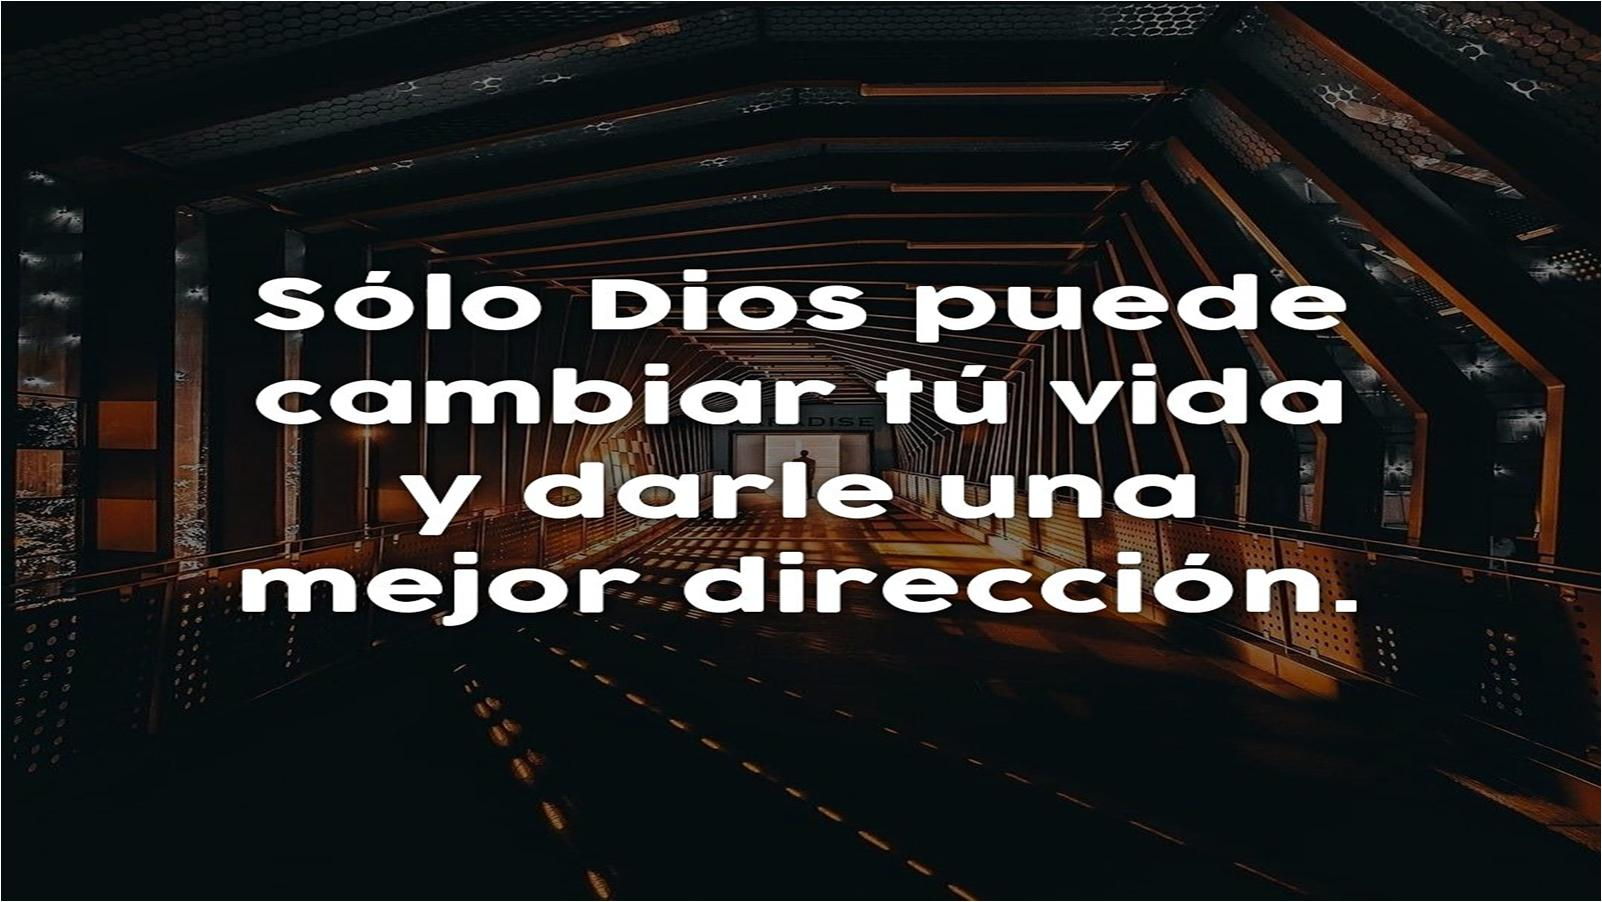 Sólo Dios puede
cambiar tú vida
y darle una
mejor dirección.